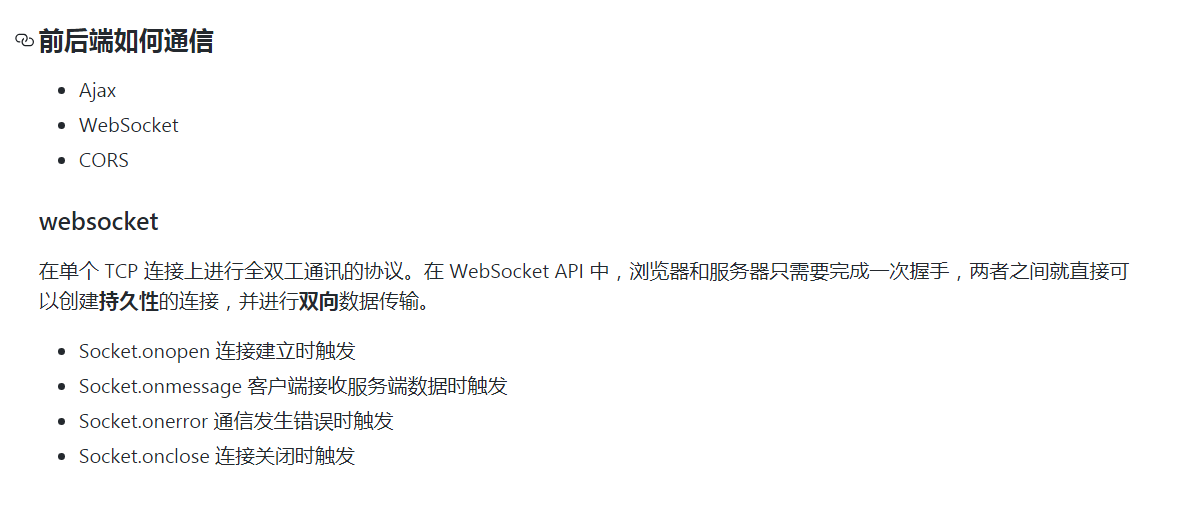 前后端如何通信
Ajax
WebSocket
CORS
websocket
在单个 TCP 连接上进行全双工通讯的协议。在 WebSocket API 中，浏览器和服务器只需要完成一次握手，两者之间就直接可
以创建持久性的连接，并进行双向数据传输。
Socket.onopen 连接建立时触发
Socket.onmessage 客户端接收服务端数据时触发
Socket.onerror 通信发生错误时触发
Socket.onclose 连接关闭时触发